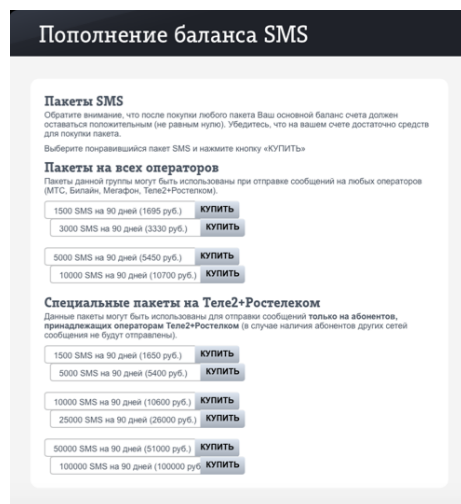 Пополнение баланса SMS
Пакеты SMS
Обратите внимание, что после покупки любого пакета Ваш основной баланс счета должен
оставаться положительным (не равным нулю). Убедитесь, что на вашем счете достаточно средств
для покупки пакета.
Выберите понравившийся пакет SMS и нажмите кнопку «КУПИТЬ»
Пакеты на всех операторов
Пакеты данной группы могут быть использованы при отправке сообщений на любых операторов
(МТС, Билайн, Мегафон, Теле2+Ростелком).
1500 SMS на 90 дней (1695 руб.) КУПИТЬ
3000 SMS на 90 дней (3330 руб.) КУПИТЬ
5000 SMS на 90 дней (5450 руб.) КУПИТЬ
10000 SMS на 90 дней (10700 руб.) КУПИТЬ
Специальные пакеты на Теле2+Ростелеком
Данные пакеты могут быть использованы для отправки сообщений только на абонентов,
принадлежащих операторам Теле2+Ростелком (в случае наличия абонентов других сетей
сообщения не будут отправлены).
1500 SMS на 90 дней (1650 руб.) КУПИТЬ
5000 SMS на 90 дней (5400 руб.) КУПИТЬ
10000 SMS на 90 дней (10600 руб.) КУПИТЬ
25000 SMS на 90 дней (26000 руб.) КУПИТЬ
50000 SMS на 90 дней (51000 руб.) КУПИТЬ
100000 SMS на 90 дней (100000 руб КУПИТЬ